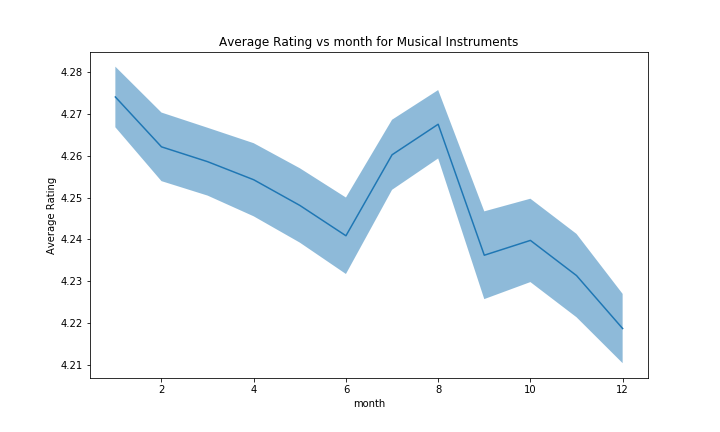 Average Rating vs month for Musical Instruments
4.28
4.27
4.26
4.25
4.24
4.23
4.22
4.21
Average Rating
2 4 6 8 10 12
month